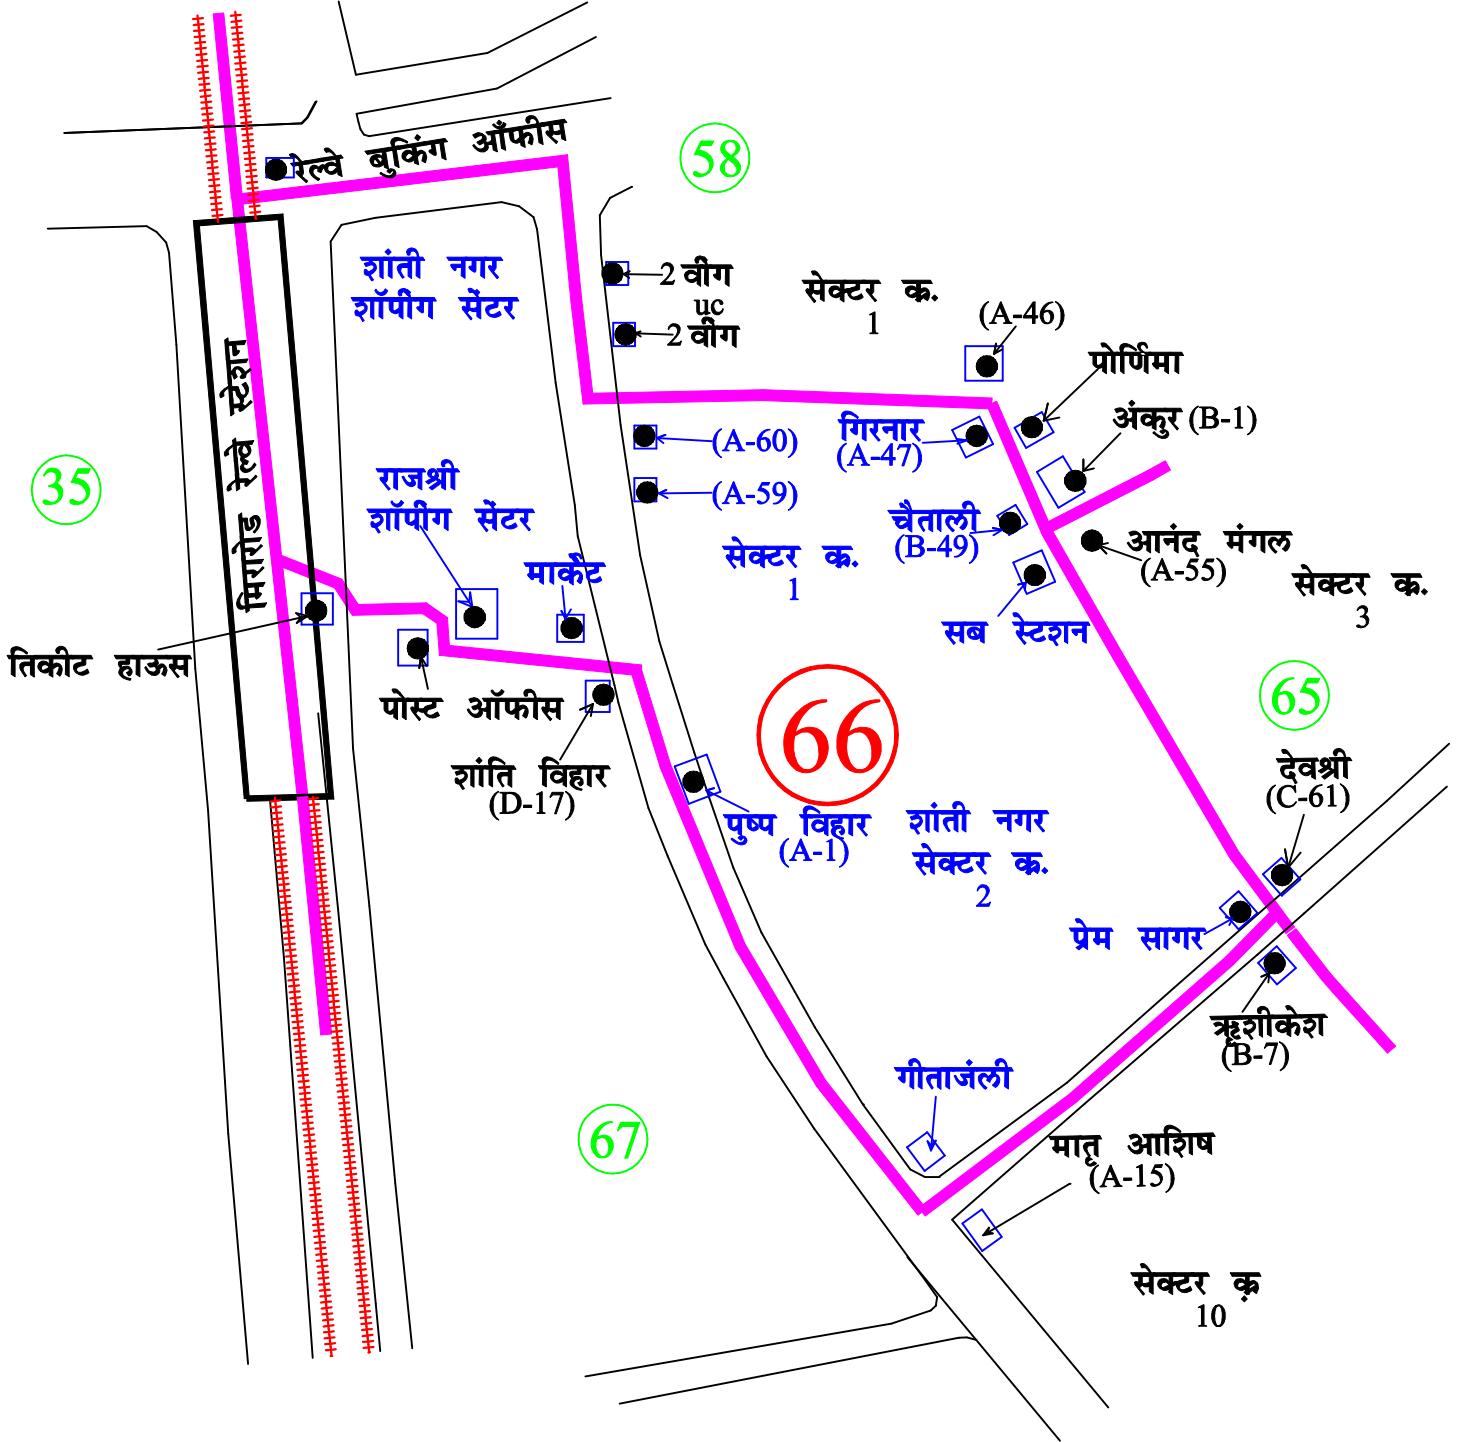 रेल्वे बुकिंग आँफीस
58
शांती नगर
शॉपींग सेंटर
2 वींग
uc
2 वींग
सेक्टर क्र.
1
(A-46)
पोर्णिमा
अंकुर (B-1)
गिरनार
(A-47)
(A-60)
(A-59)
मिरारोड रेल्वे स्टेशन
35
राजश्री
शॉपींग सेंटर
मार्केट
चैताली
(B-49)
सेक्टर क्र.
1
आनंद मंगल
(A-55)
सेक्टर क्र.
3
सब स्टेशन
तिकीट हाऊस
पोस्ट ऑफीस
66
65
शांति विहार
(D-17)
देवश्री
(C-61)
पुष्प विहार
(A-1)
शांती नगर
सेक्टर क्र.
2
प्रेम सागर
ऋशीकेश
(B-7)
गीताजंली
67
मातृ आशिष
(A-15)
सेक्टर क्र
10